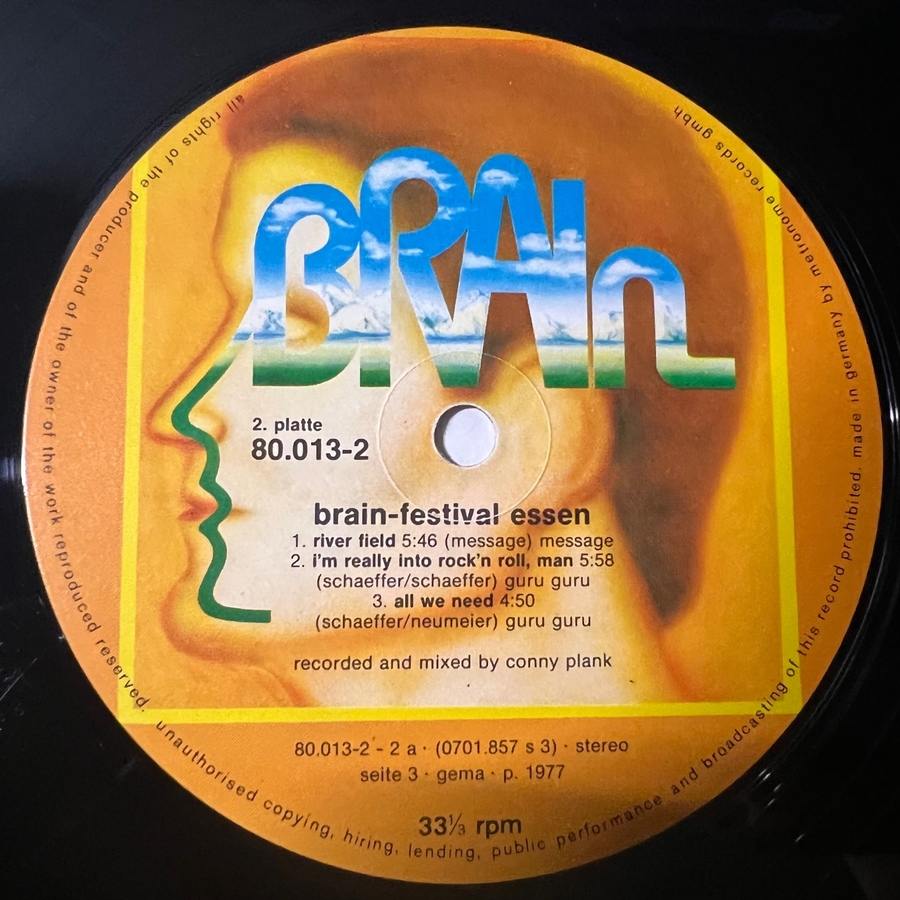 BRAIn
2. platte
80.013-2
brain-festival essen
1. river field 5:46 (message) message
2. i'm really into rock'n roll, man 5:58
(schaeffer/schaeffer) guru guru
3. all we need 4:50
(schaeffer/neumeier) guru guru
recorded and mixed by conny plank
80.013-2 - 2 a · (0701.857 s 3) · stereo
seite 3 · gema · p. 1977
33⅓ rpm
all rights of the producer and of the owner of the work reproduced reserved. unauthorised copying, hiring, lending, public performance and broadcasting of this record prohibited. made in germany by metronome records gmbh